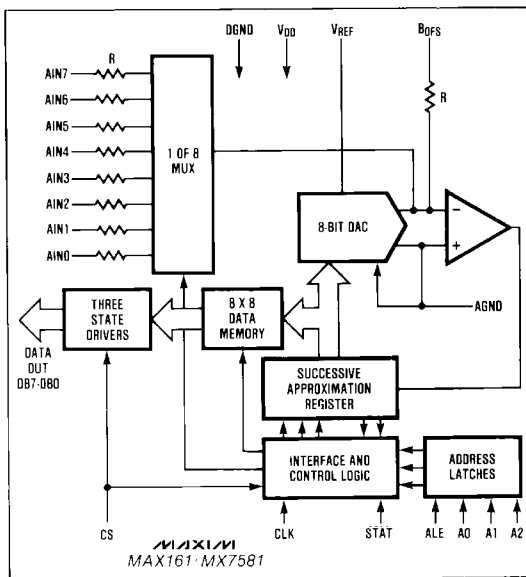 DGND VDD VREF BOFS
R
AIN7
AIN6
AIN5
AIN4
AIN3
AIN2
AIN1
AIN0
1 OF 8
MUX
R
8-BIT DAC
−
+
AGND
THREE
STATE
DRIVERS
8 X 8
DATA
MEMORY
DATA
OUT
DB7-DB0
SUCCESSIVE
APPROXIMATION
REGISTER
INTERFACE AND
CONTROL LOGIC
ADDRESS
LATCHES
CS
CLK
STAT
ALE A0 A1 A2
MAXIM
MAX161·MX7581